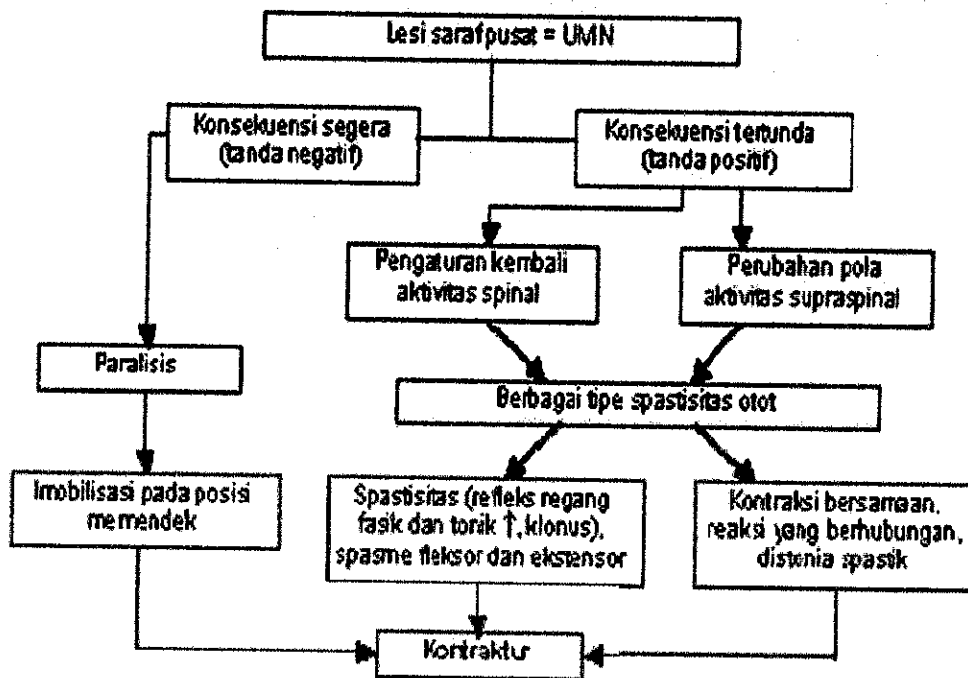 Lesi saraf pusat = UMN
Konsekuensi segera
(tanda negatif)
Konsekuensi tertunda
(tanda positif)
Pengaturan kembali
aktivitas spinal
Perubahan pola
aktivitas supraspinal
Paralisis
Berbagai tipe spastisitas otot
Imobilisasi pada posisi
memendek
Spastisitas (refleks regang
fasik dan tonik ↑, klonus),
spasme fleksor dan ekstensor
Kontraksi bersamaan,
reaksi yang berhubungan,
distonia spastik
Kontraktur